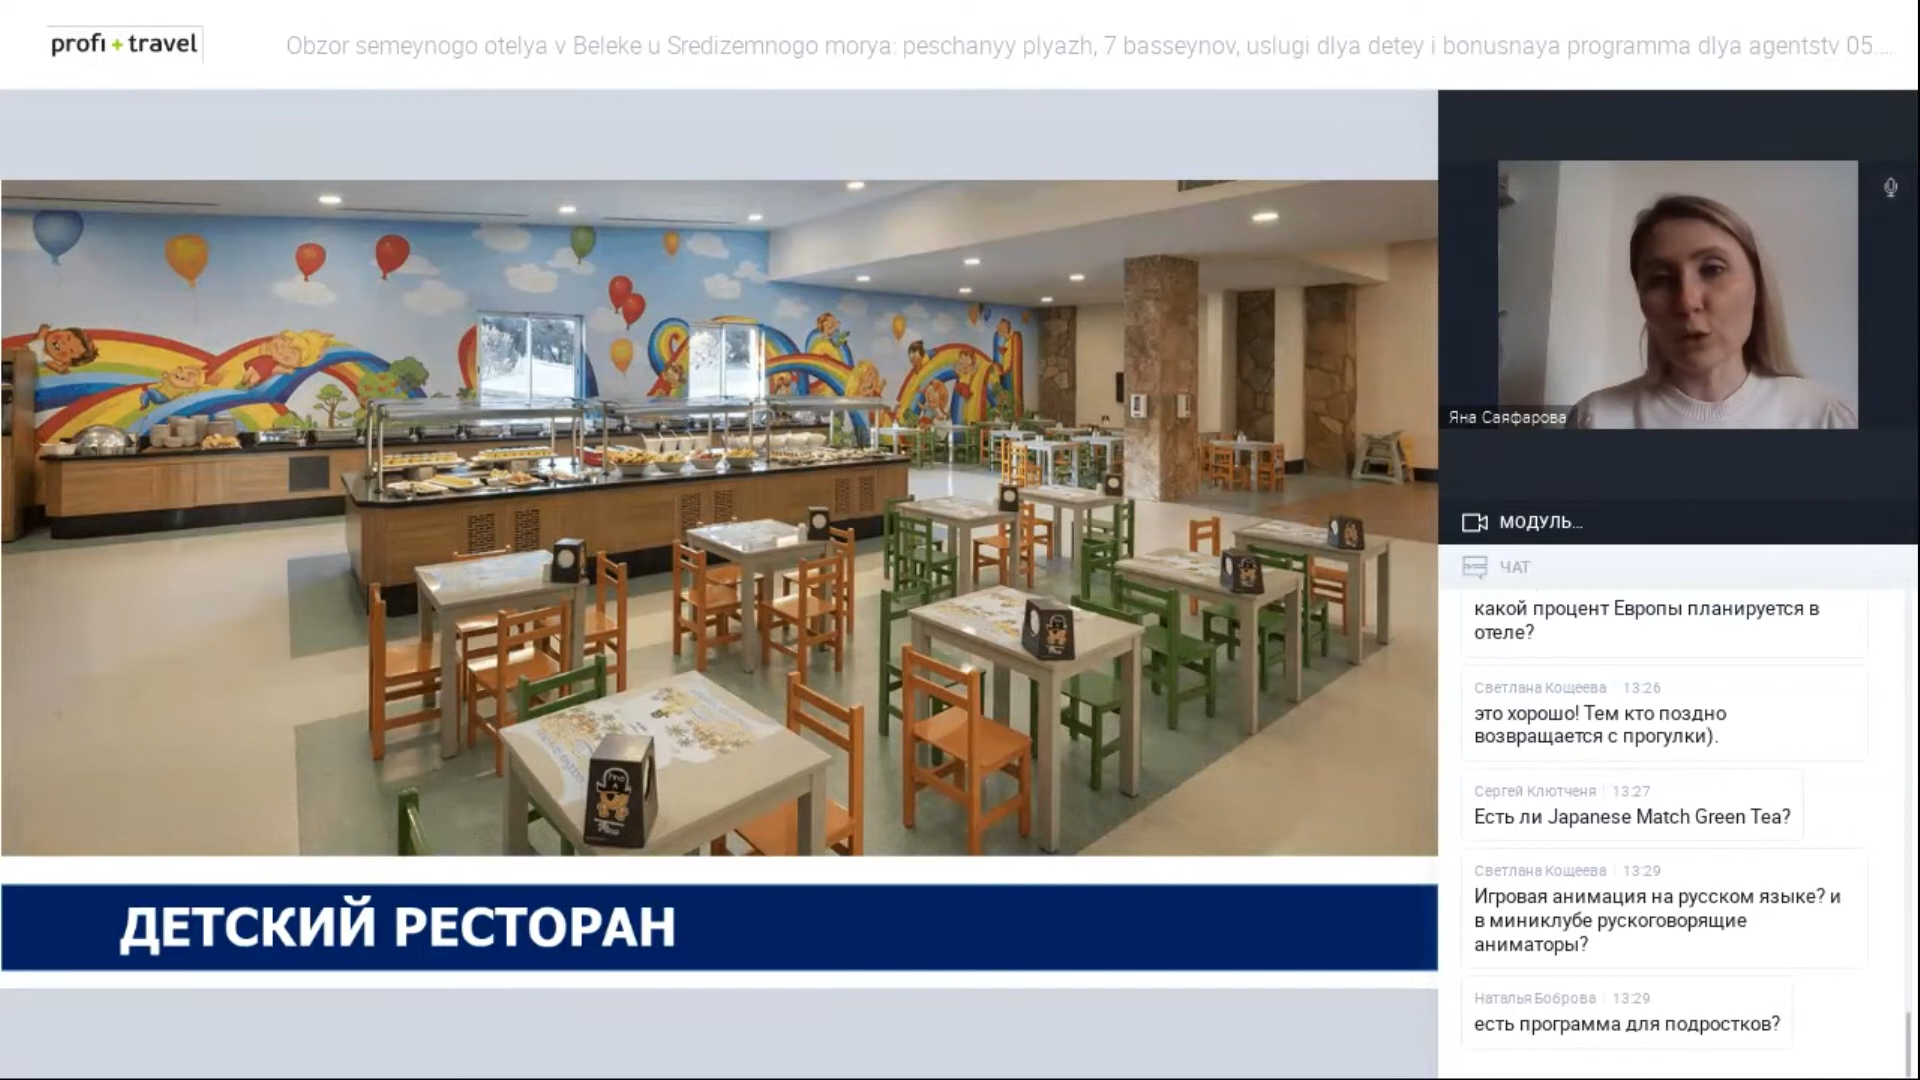 profi + travel
Obzor semeynogo otelya v Beleke u Sredizemnogo morya: peschanyy plyazh, 7 basseynov, uslugi dlya detey i bonusnaya programma dlya agentstv 05....
Яна Саяфарова
МОДУЛЬ...
ЧАТ
какой процент Европы планируется в
отеле?
Светлана Кощеева 13:26
это хорошо! Тем кто поздно
возвращается с прогулки).
Сергей Клютченя 13:27
Есть ли Japanese Match Green Tea?
Светлана Кощеева 13:29
Игровая анимация на русском языке? и
в миниклубе рускоговорящие
аниматоры?
Наталья Боброва 13:29
есть программа для подростков?
ДЕТСКИЙ РЕСТОРАН